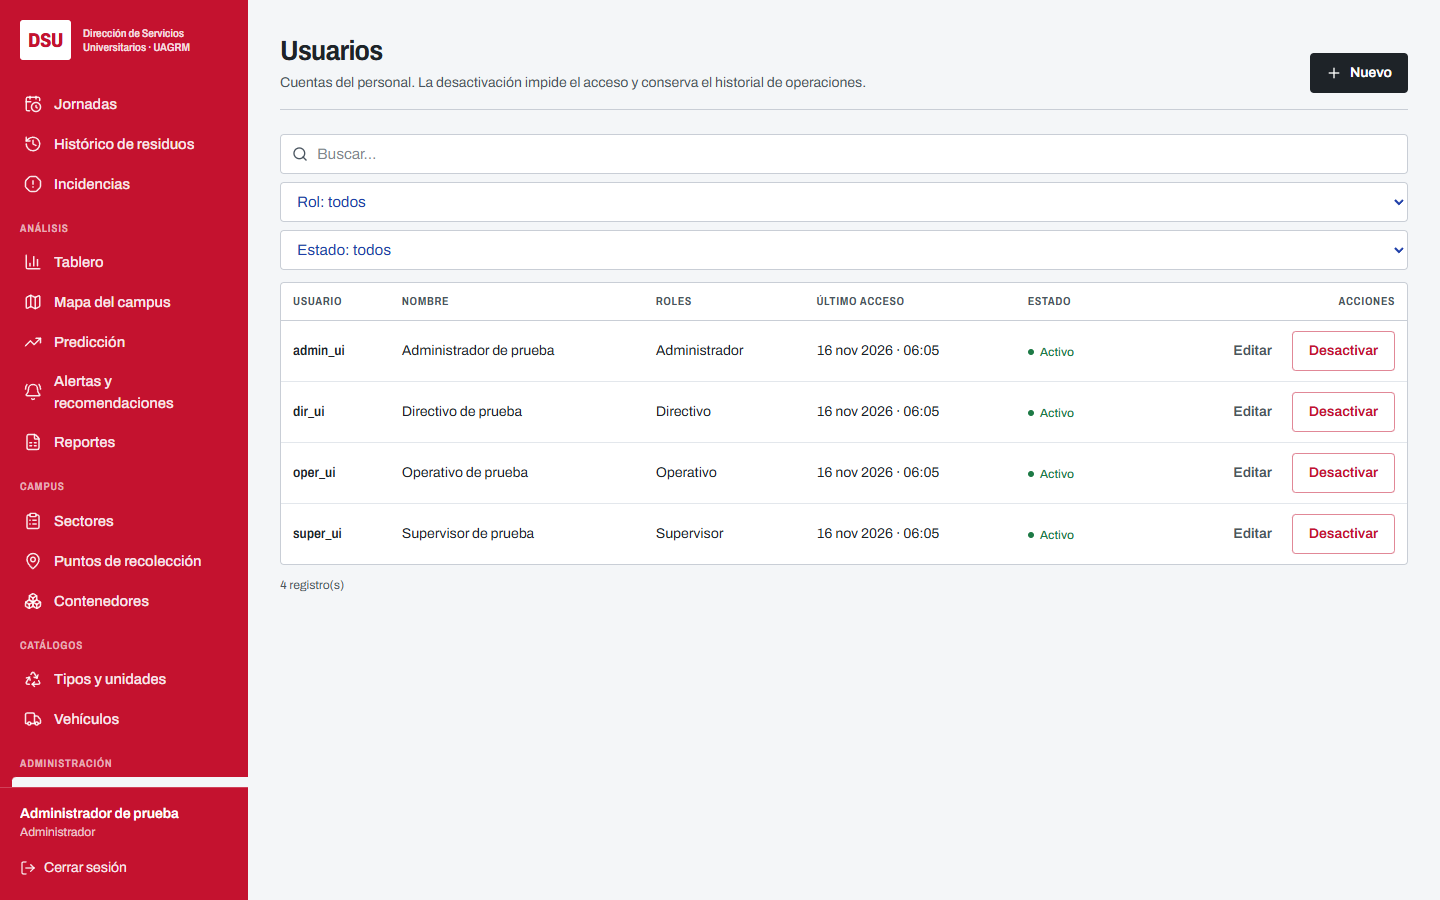 DSU
Dirección de Servicios
Universitarios · UAGRM
Jornadas
Histórico de residuos
Incidencias
ANÁLISIS
Tablero
Mapa del campus
Predicción
Alertas y
recomendaciones
Reportes
CAMPUS
Sectores
Puntos de recolección
Contenedores
CATÁLOGOS
Tipos y unidades
Vehículos
ADMINISTRACIÓN
Administrador de prueba
Administrador
Cerrar sesión
Usuarios
Cuentas del personal. La desactivación impide el acceso y conserva el historial de operaciones.
Nuevo
Buscar...
Rol: todos
Estado: todos
USUARIO NOMBRE ROLES ÚLTIMO ACCESO ESTADO ACCIONES
admin_ui Administrador de prueba Administrador 16 nov 2026 · 06:05 Activo Editar Desactivar
dir_ui Directivo de prueba Directivo 16 nov 2026 · 06:05 Activo Editar Desactivar
oper_ui Operativo de prueba Operativo 16 nov 2026 · 06:05 Activo Editar Desactivar
super_ui Supervisor de prueba Supervisor 16 nov 2026 · 06:05 Activo Editar Desactivar
4 registro(s)